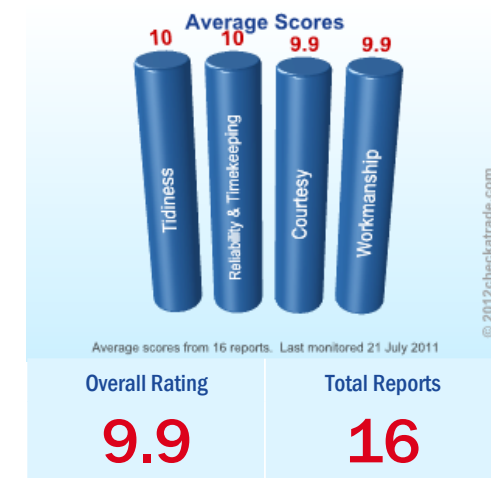 Average Scores
10 10 9.9 9.9
Tidiness
Reliability & Timekeeping
Courtesy
Workmanship
© 2012checkatrade.com
Average scores from 16 reports. Last monitored 21 July 2011
Overall Rating Total Reports
9.9 16